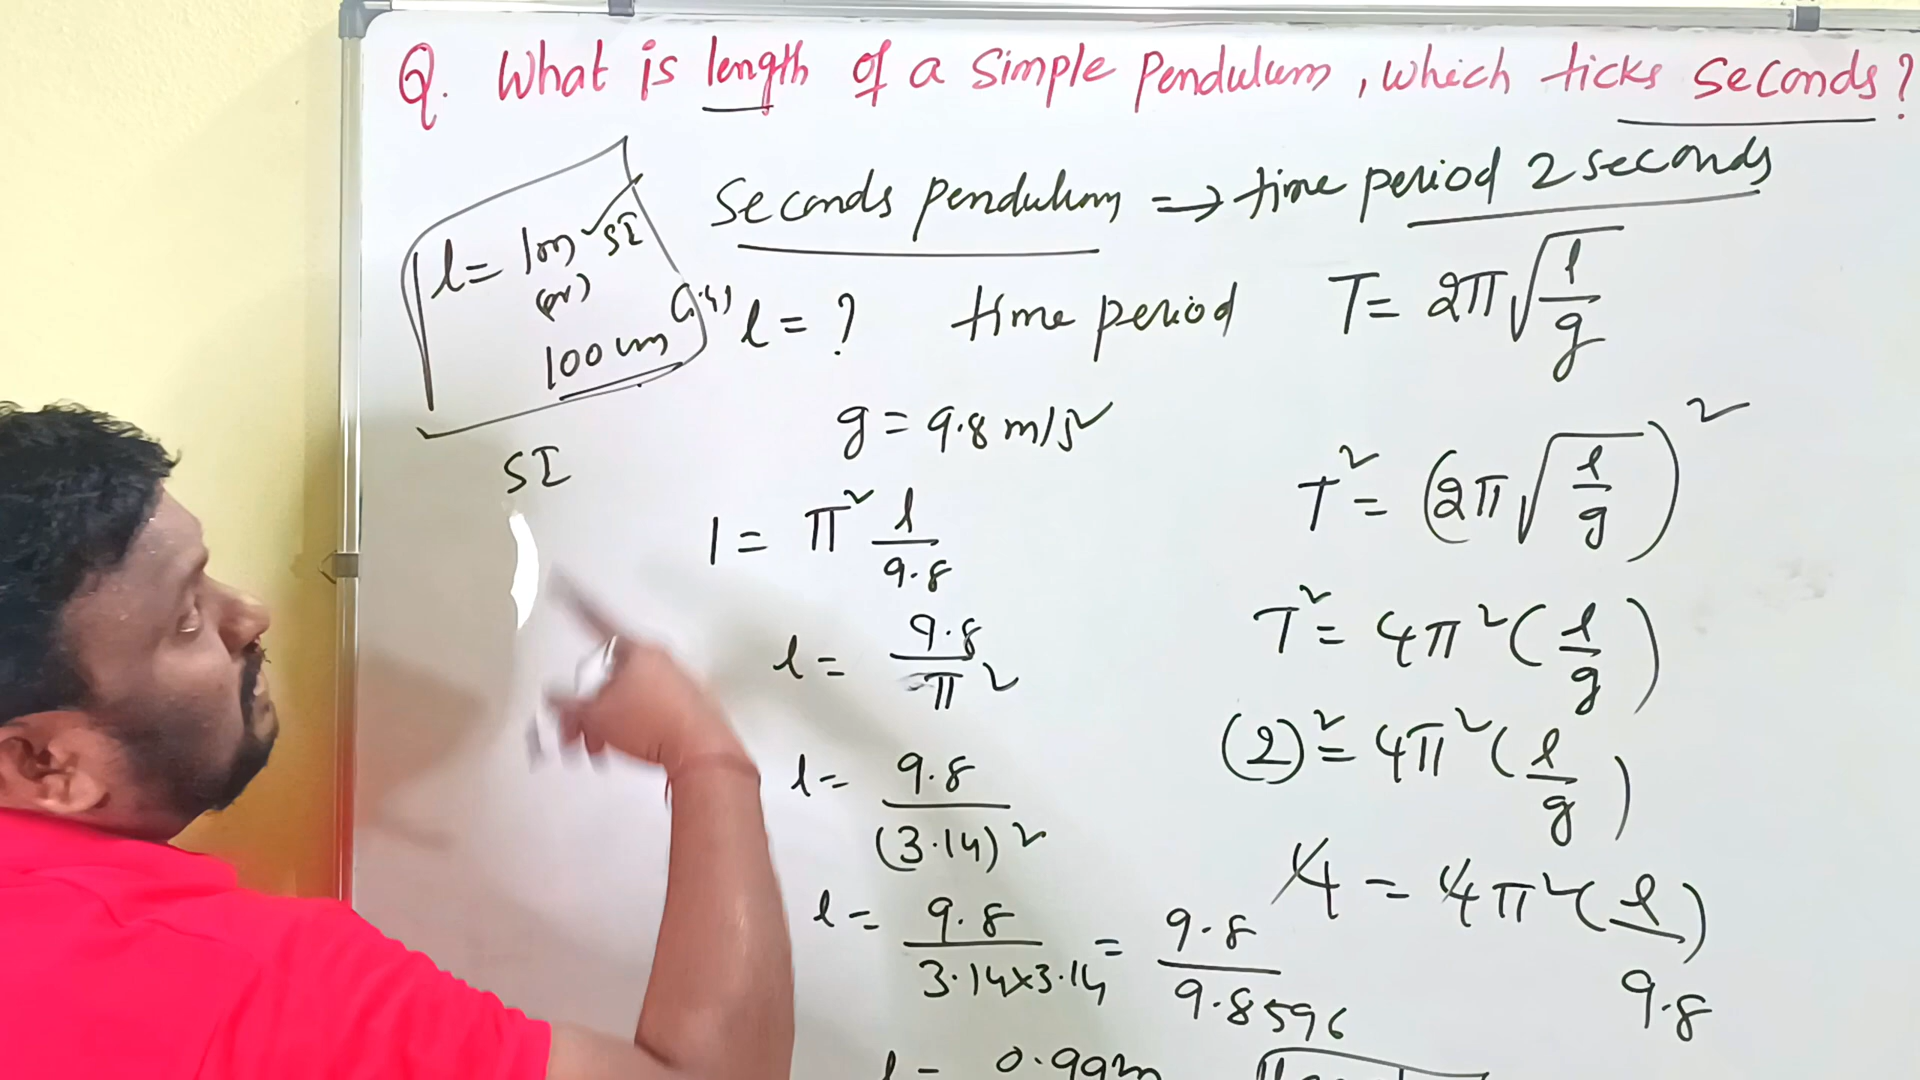 Q. What is length of a Simple Pendulum, which ticks seconds?
Seconds pendulum => time period 2 seconds
l = 1m SI
(or)
100 cm
SI
l = ? time period T = 2π√(l/g)
g = 9.8 m/s²
T² = (2π√(l/g))²
1 = π² l/9.8
T² = 4π² (l/g)
l = 9.8/π²
(2)² = 4π² (l/g)
l = 9.8/(3.14)²
4 = 4π² (l/9.8)
l = 9.8/3.14×3.14 = 9.8/9.8596
l = 0.99m